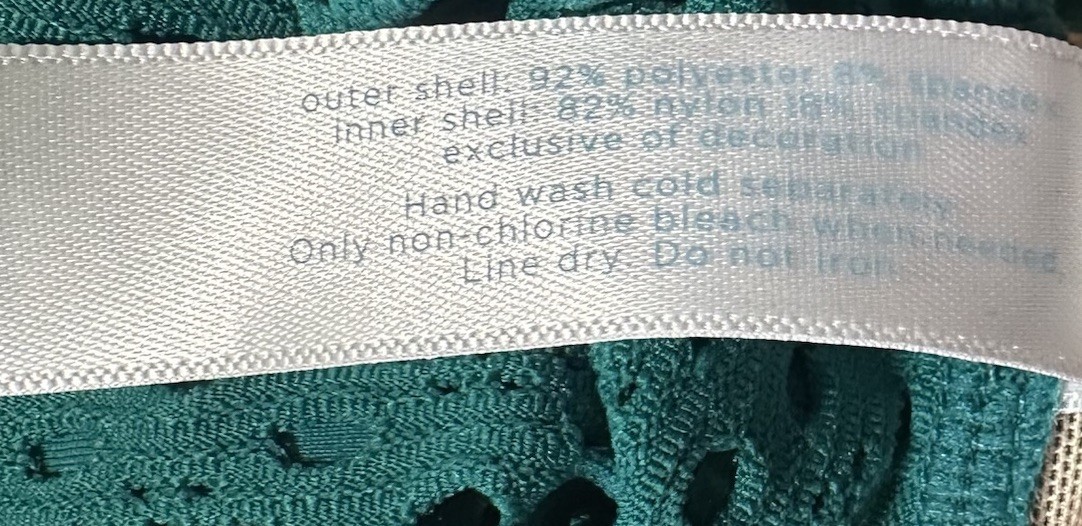 outer shell: 92% polyester 8% spandex
inner shell: 82% nylon 18% spandex
exclusive of decoration
Hand wash cold separately
Only non-chlorine bleach when needed
Line dry Do not iron